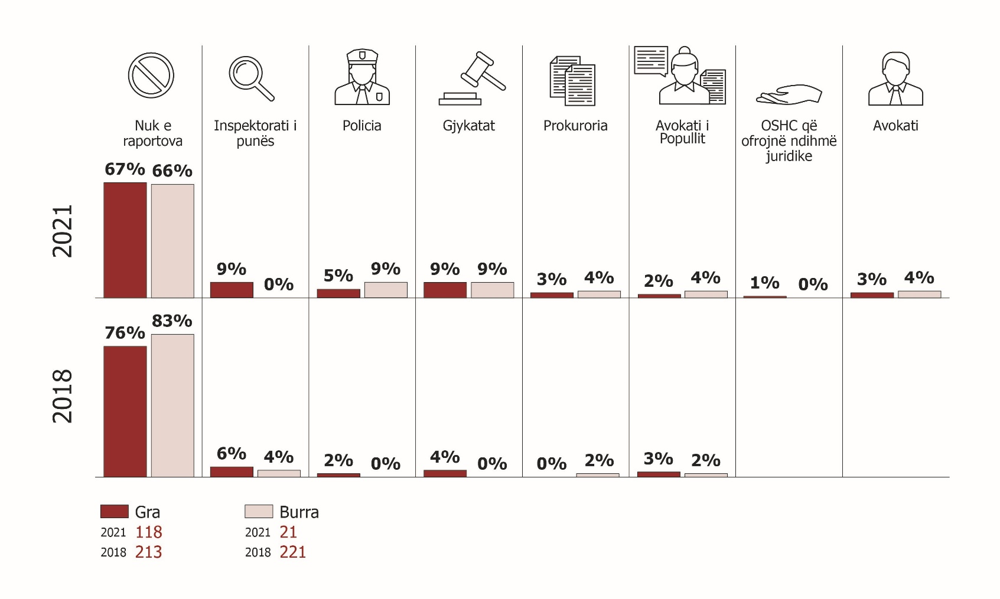 Nuk e
raportova
Inspektorati i
punës
Policia
Gjykatat
Prokuroria
Avokati i
Popullit
OSHC që
ofrojnë ndihmë
juridike
Avokati
2021
67% 66%
9% 0%
5% 9%
9% 9%
3% 4%
2% 4%
1% 0%
3% 4%
2018
76% 83%
6% 4%
2% 0%
4% 0%
0% 2%
3% 2%
Gra
2021 118
2018 213
Burra
2021 21
2018 221